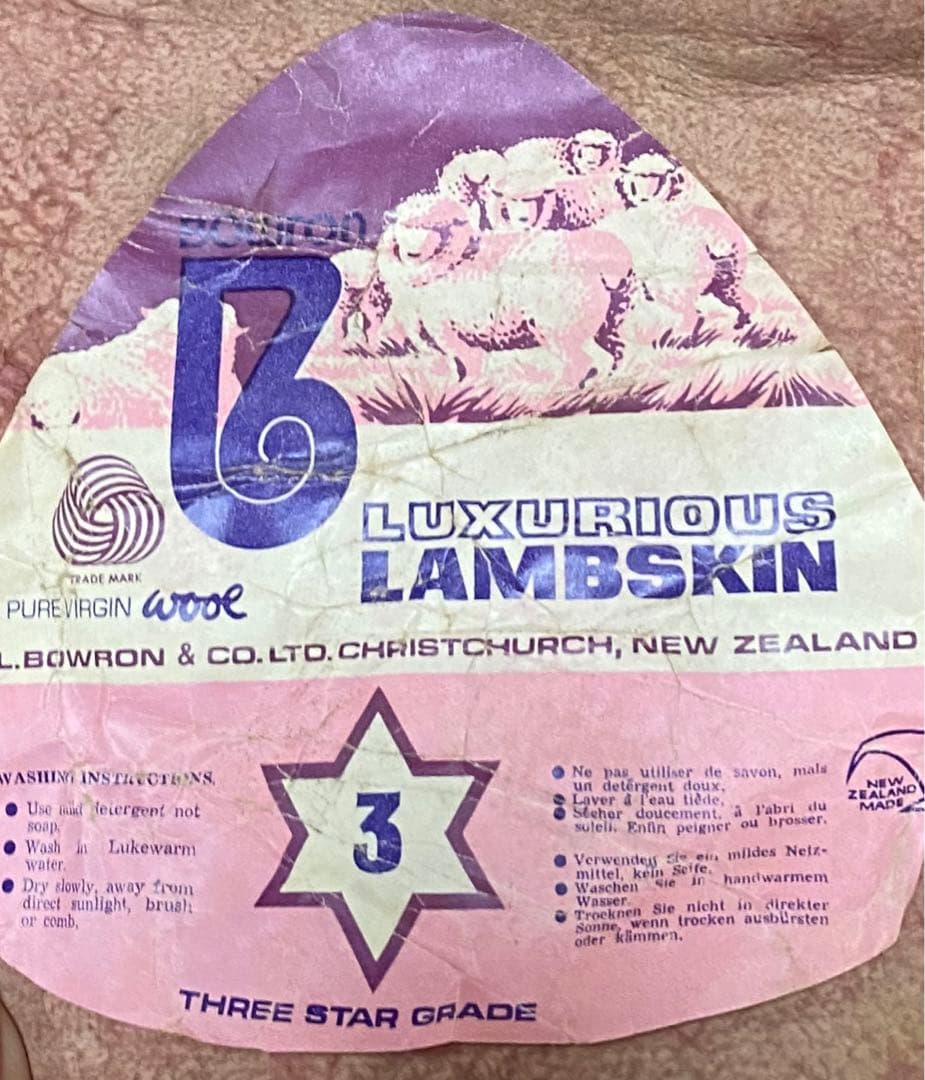 Bowron
B
LUXURIOUS
LAMBSKIN
TRADE MARK
PURE VIRGIN wool
L.BOWRON & CO.LTD.CHRISTCHURCH, NEW ZEALAND
WASHING INSTRUCTIONS.
● Use mild detergent not
soap.
● Wash in Lukewarm
water.
● Dry slowly, away from
direct sunlight, brush
or comb,
3
THREE STAR GRADE
● Ne pas utiliser de savon, mais
un detergent doux,
● Laver á l'eau tiède,
● Sècher doucement, à l'abri du
soleil. Enfin peigner ou brosser.
● Verwenden Sie ein mildes Netz-
mittel, kein Seife.
● Waschen Sie in handwarmem
Wasser.
● Trocknen Sie nicht in direkter
Sonne, wenn trocken ausbürsten
oder kämmen.
NEW
ZEALAND
MADE